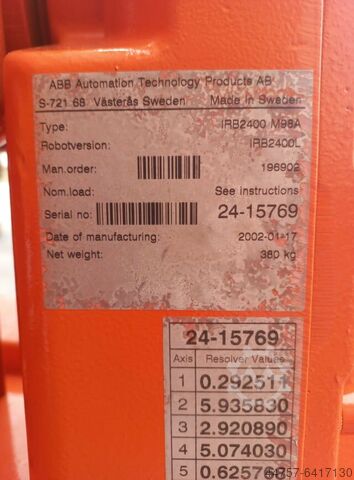 ABB Automation Technology Products AB
S-721 68 Västerås Sweden Made in Sweden
Type: IRB2400 M98A
Robotversion: IRB2400L
Man.order: 196902
Nom.load: See instructions
Serial no: 24-15769
Date of manufacturing: 2002-01-17
Net weight: 380 kg
24-15769
Axis Resolver Values
1 0.292511
2 5.935830
3 2.920890
4 5.074030
5